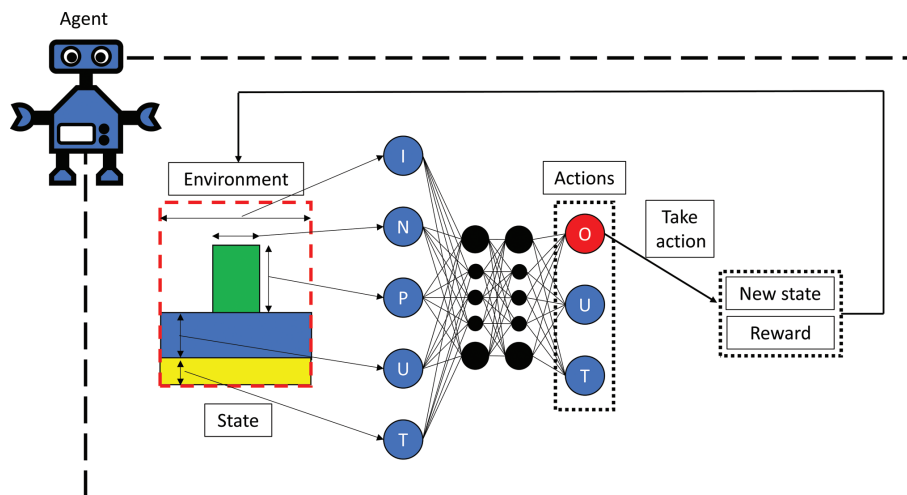 Agent
Environment
I
N
P
U
T
State
Actions
O
U
T
Take
action
New state
Reward